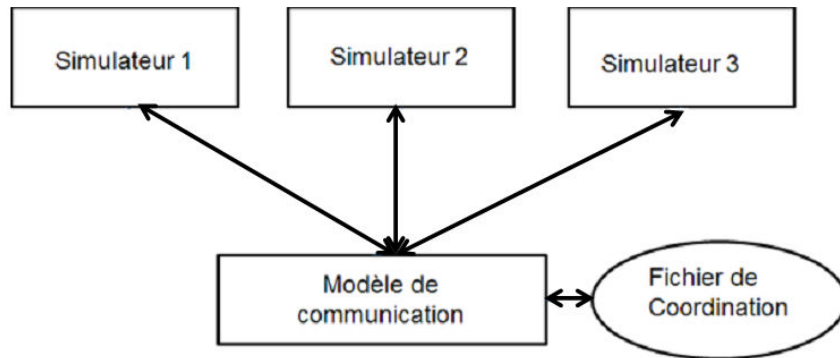 Simulateur 1
Simulateur 2
Simulateur 3
Modèle de
communication
Fichier de
Coordination